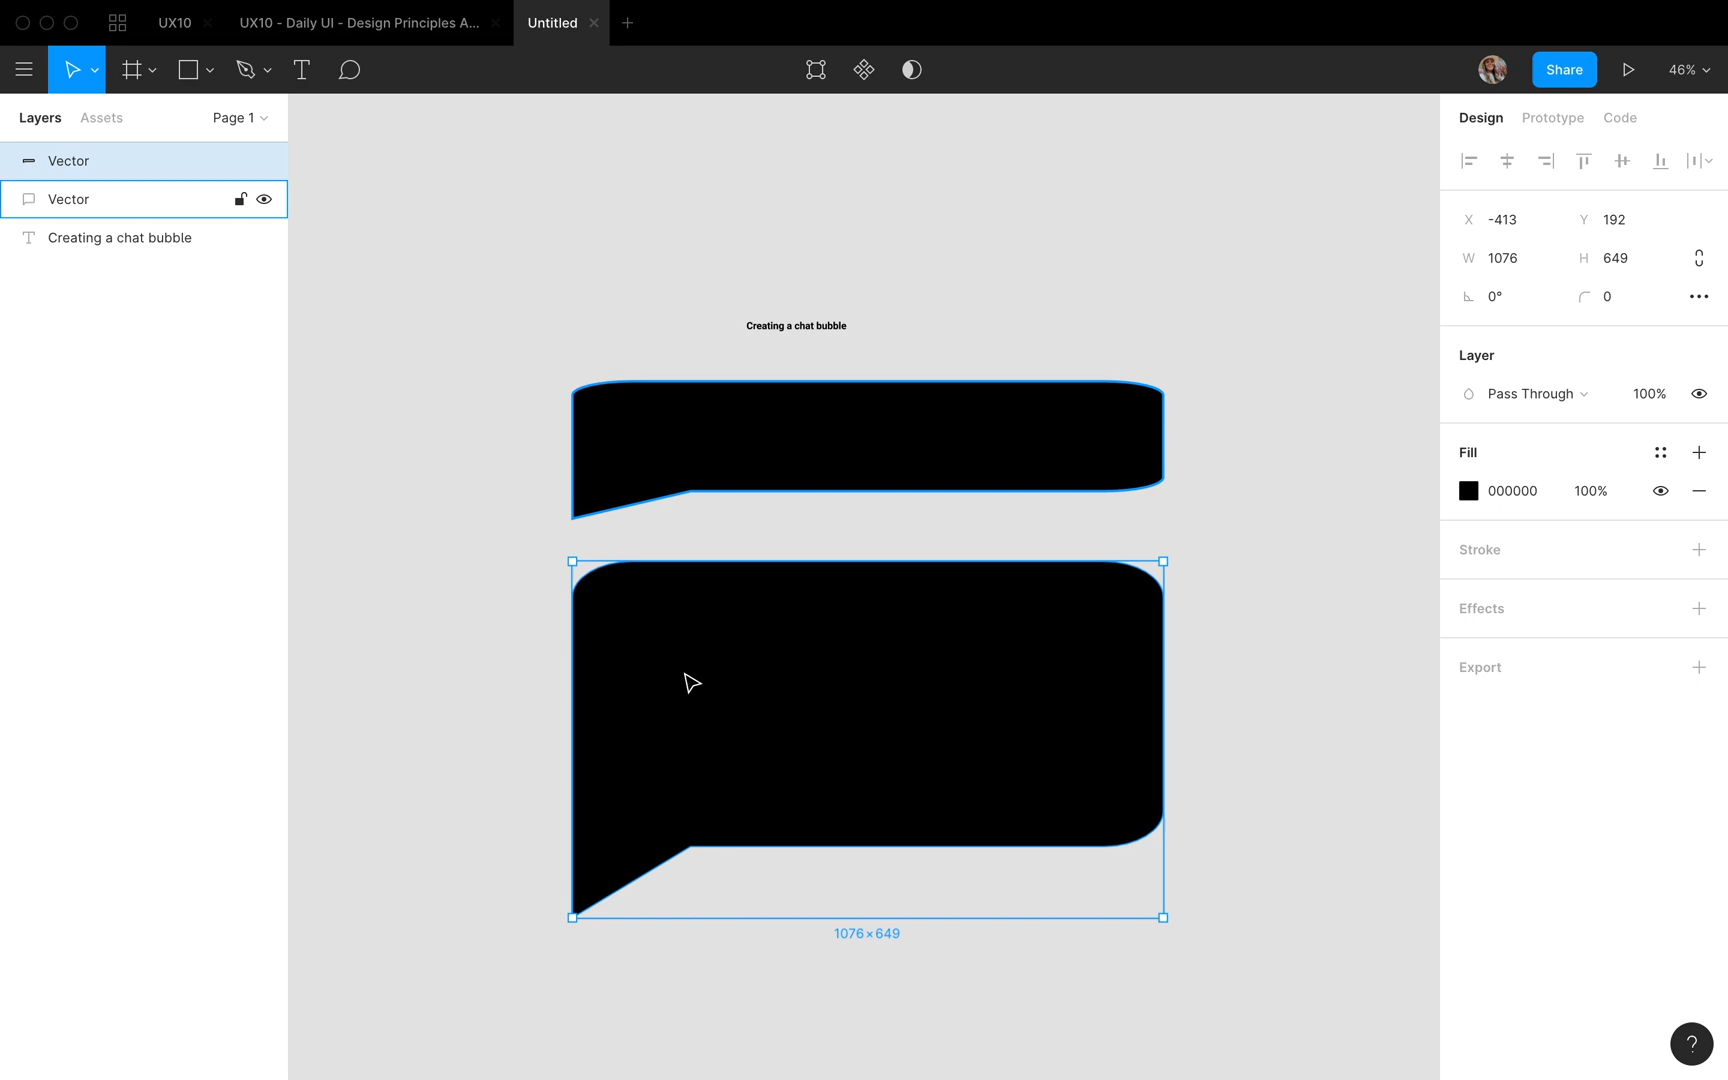 UX10
UX10 - Daily UI - Design Principles A...
Untitled
Share
46%
Layers
Assets
Page 1
Vector
Vector
Creating a chat bubble
Creating a chat bubble
1076×649
Design
Prototype
Code
X -413
Y 192
W 1076
H 649
0°
0
Layer
Pass Through
100%
Fill
000000
100%
Stroke
Effects
Export
?